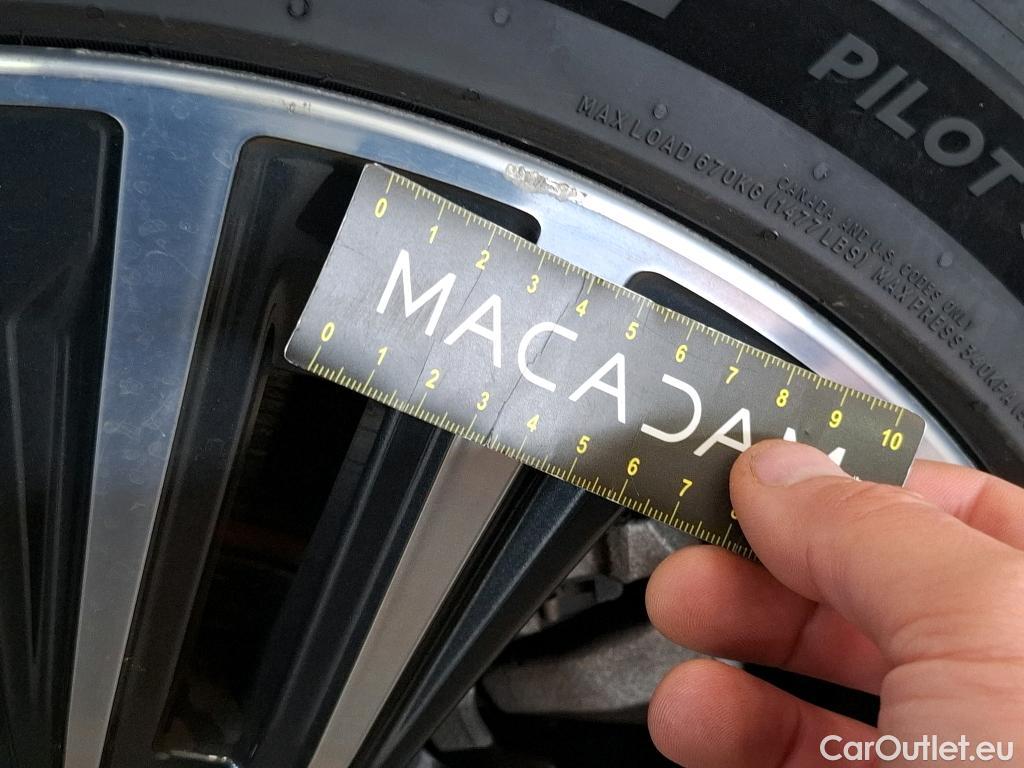 PILOT
MAX LOAD 670KG (1477 LBS) MAX PRESS 340KPA
CANADA AND U.S. CODES ONLY
0 1 2 3 4 5 6 7 8 9 10
MACADAM
0 1 2 3 4 5 6 7
CarOutlet.eu